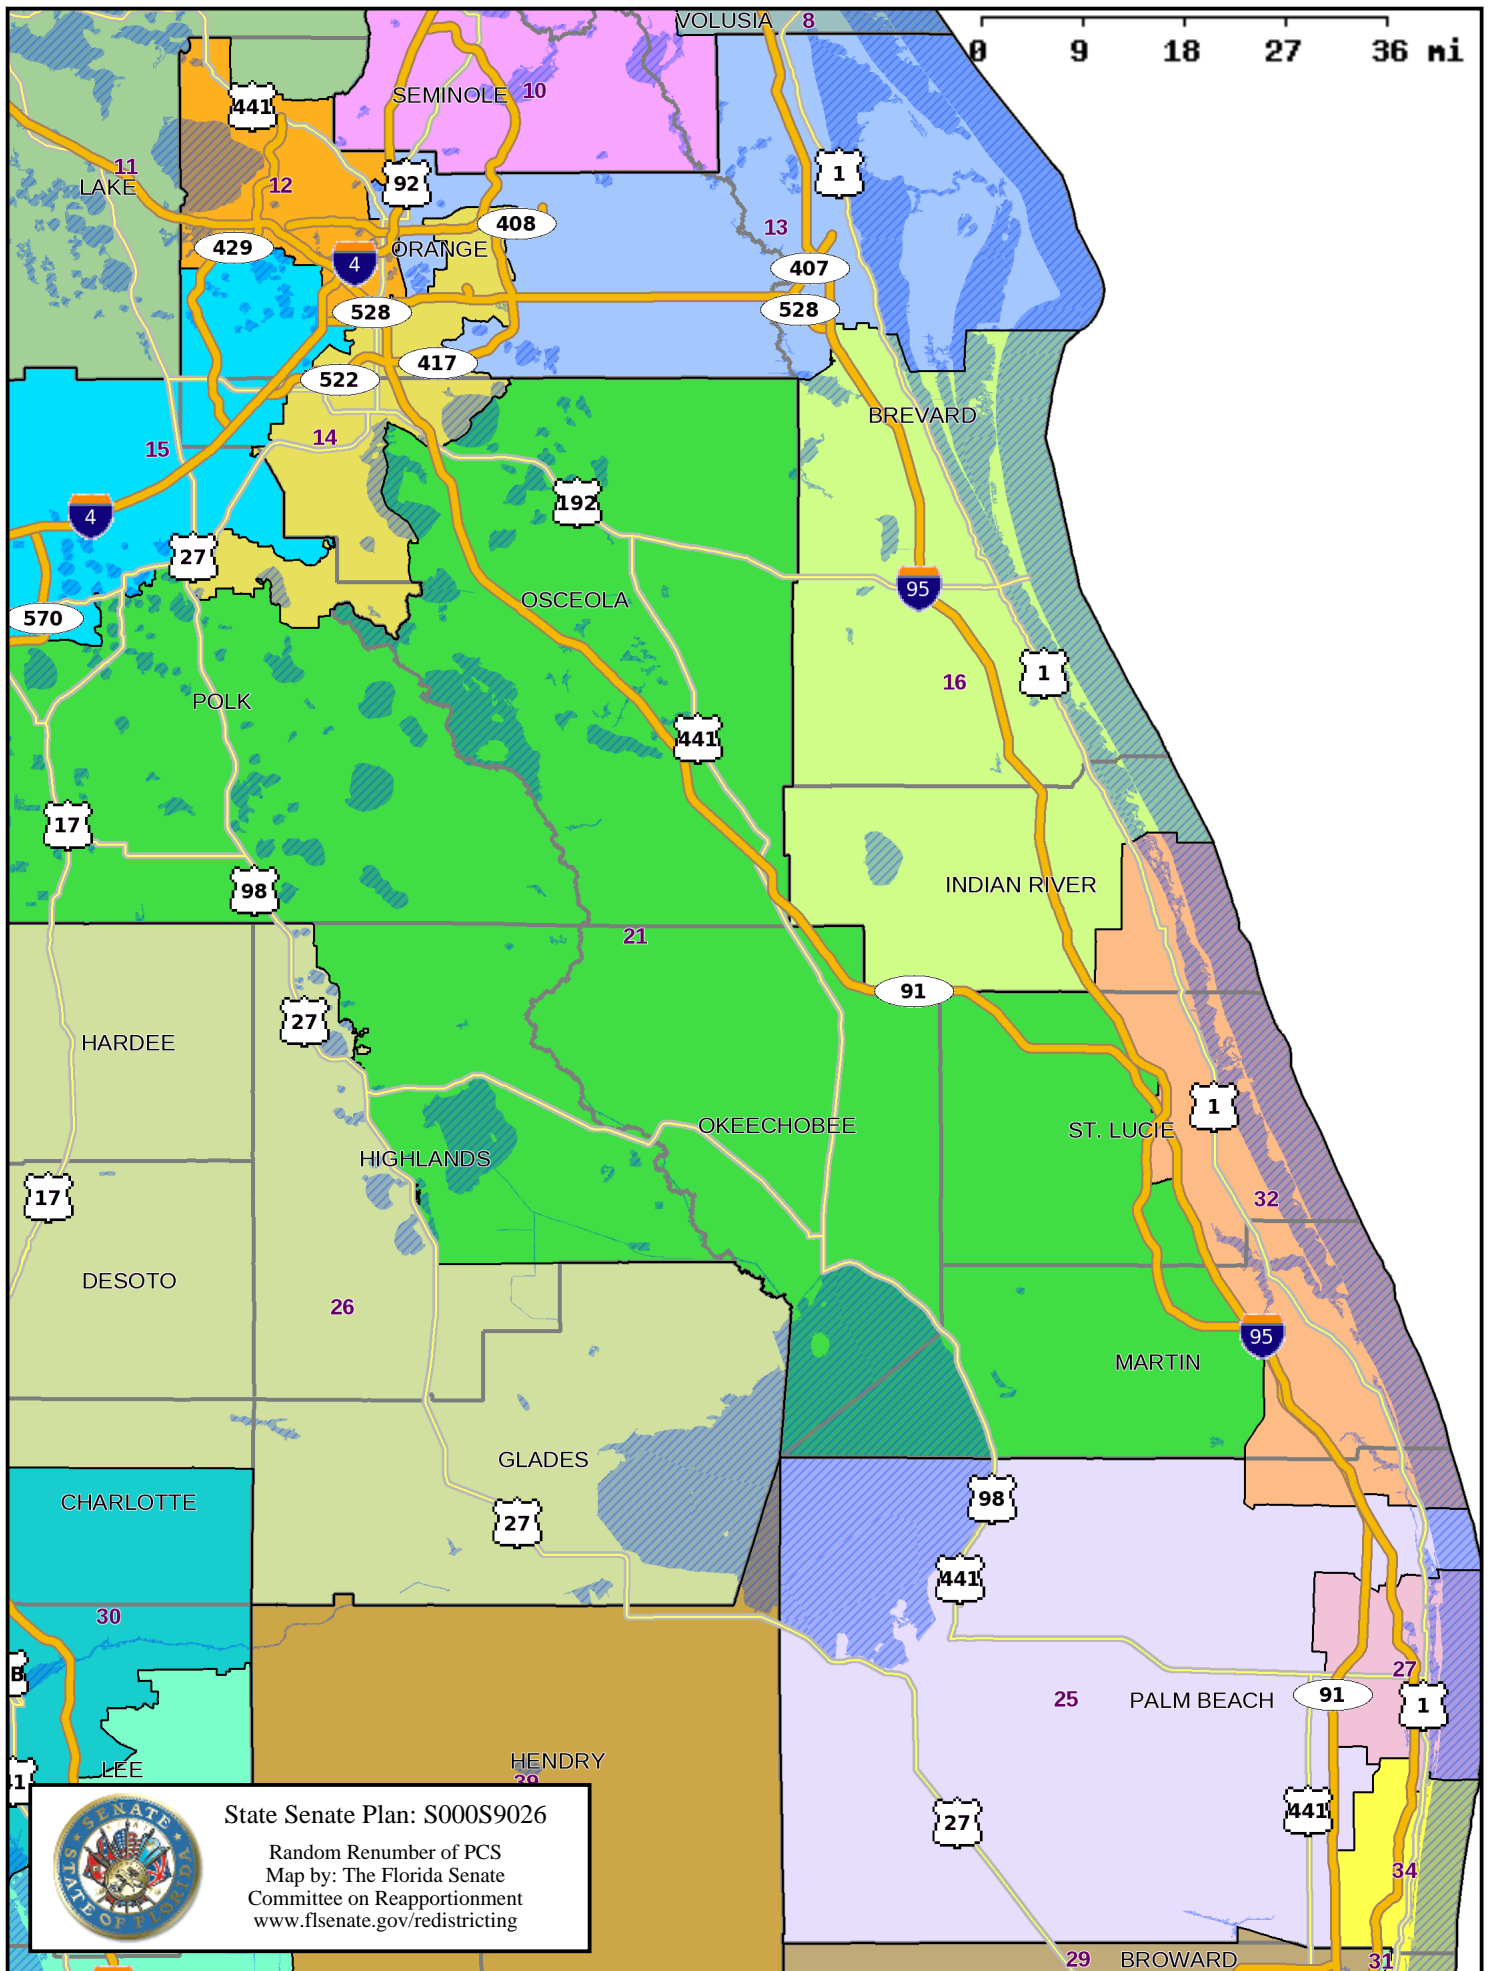 VOLUSIA
8
0 9 18 27 36 mi
SEMINOLE 10
441
11
LAKE
12
92
1
13
408
429
ORANGE
4
407
528
528
417
522
BREVARD
14
15
192
4
27
95
OSCEOLA
570
16
1
POLK
441
17
98
INDIAN RIVER
21
91
27
HARDEE
1
OKEECHOBEE
ST. LUCIE
HIGHLANDS
17
32
DESOTO
26
95
MARTIN
GLADES
98
CHARLOTTE
27
441
30
B
27
25
PALM BEACH
91
1
HENDRY
LEE
39
441
27
34
29
BROWARD
31
State Senate Plan: S000S9026
Random Renumber of PCS
Map by: The Florida Senate
Committee on Reapportionment
www.flsenate.gov/redistricting
SENATE
STATE OF FLORIDA